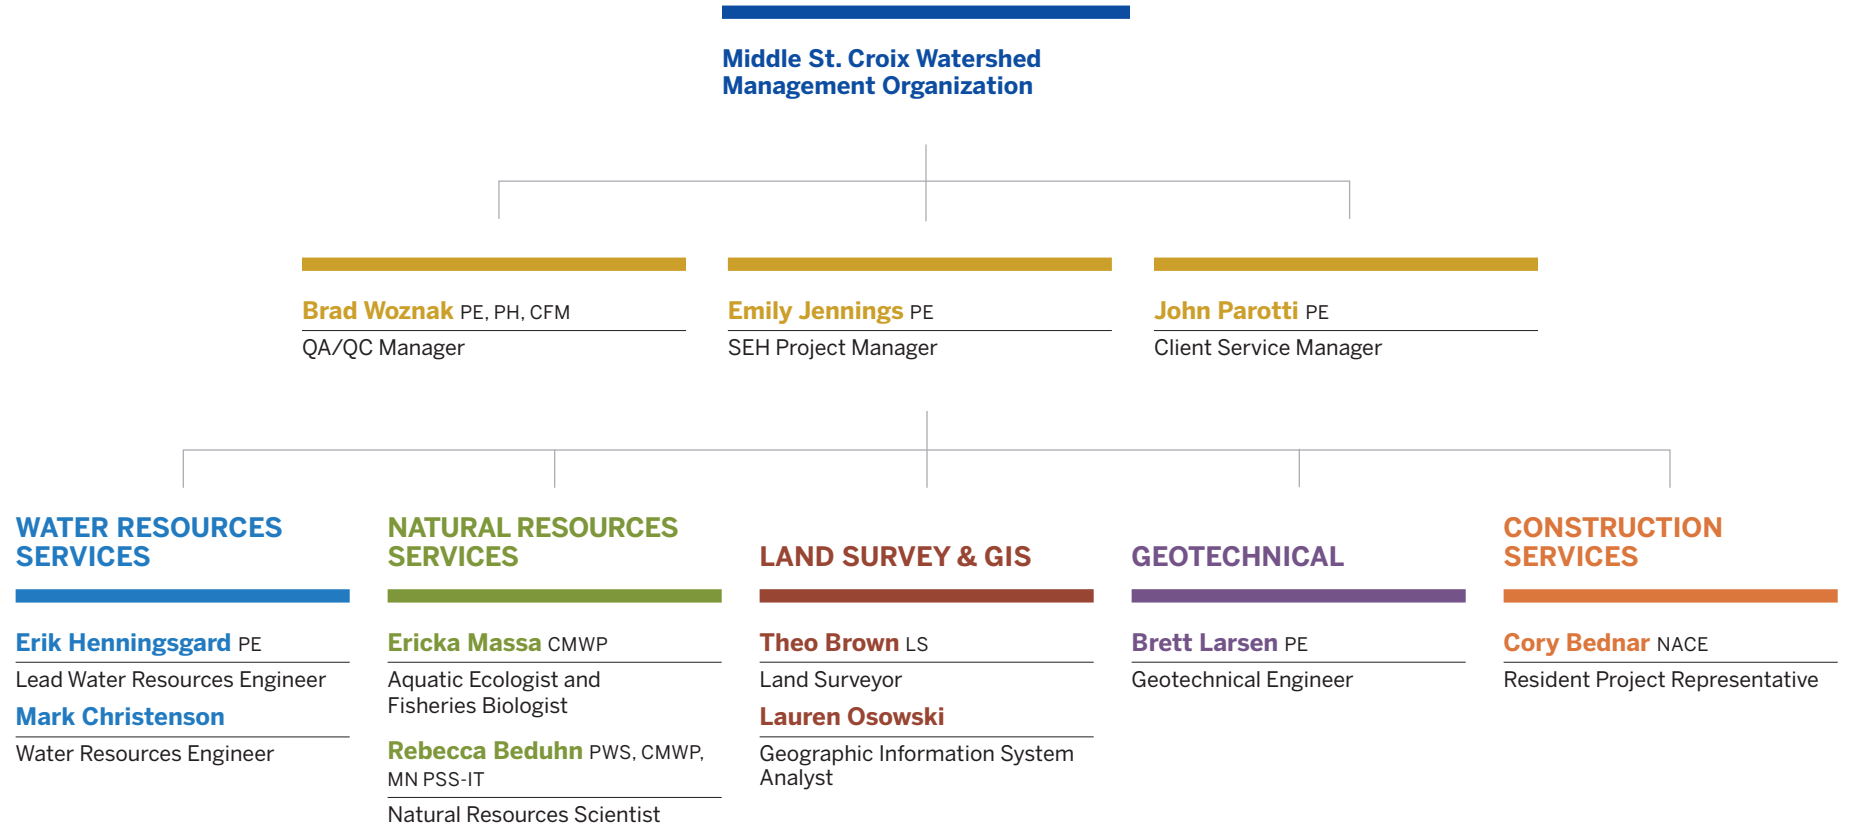 Middle St. Croix Watershed
Management Organization
Brad Woznak PE, PH, CFM
QA/QC Manager
Emily Jennings PE
SEH Project Manager
John Parotti PE
Client Service Manager
WATER RESOURCES
SERVICES
Erik Henningsgard PE
Lead Water Resources Engineer
Mark Christenson
Water Resources Engineer
NATURAL RESOURCES
SERVICES
Ericka Massa CMWP
Aquatic Ecologist and
Fisheries Biologist
Rebecca Beduhn PWS, CMWP,
MN PSS-IT
Natural Resources Scientist
LAND SURVEY & GIS
Theo Brown LS
Land Surveyor
Lauren Osowski
Geographic Information System
Analyst
GEOTECHNICAL
Brett Larsen PE
Geotechnical Engineer
CONSTRUCTION
SERVICES
Cory Bednar NACE
Resident Project Representative